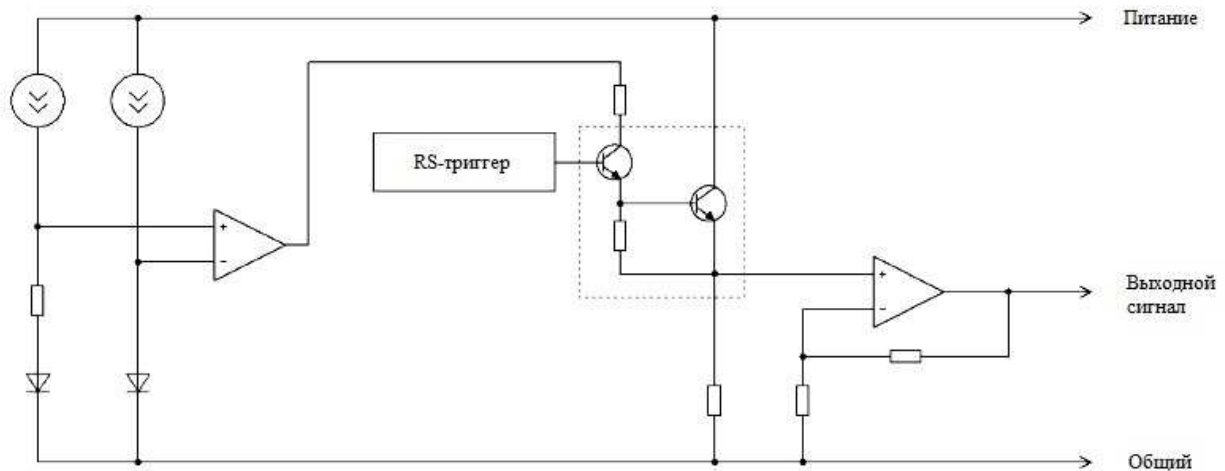 Питание
RS-триггер
+
−
+
−
Выходной
сигнал
Общий